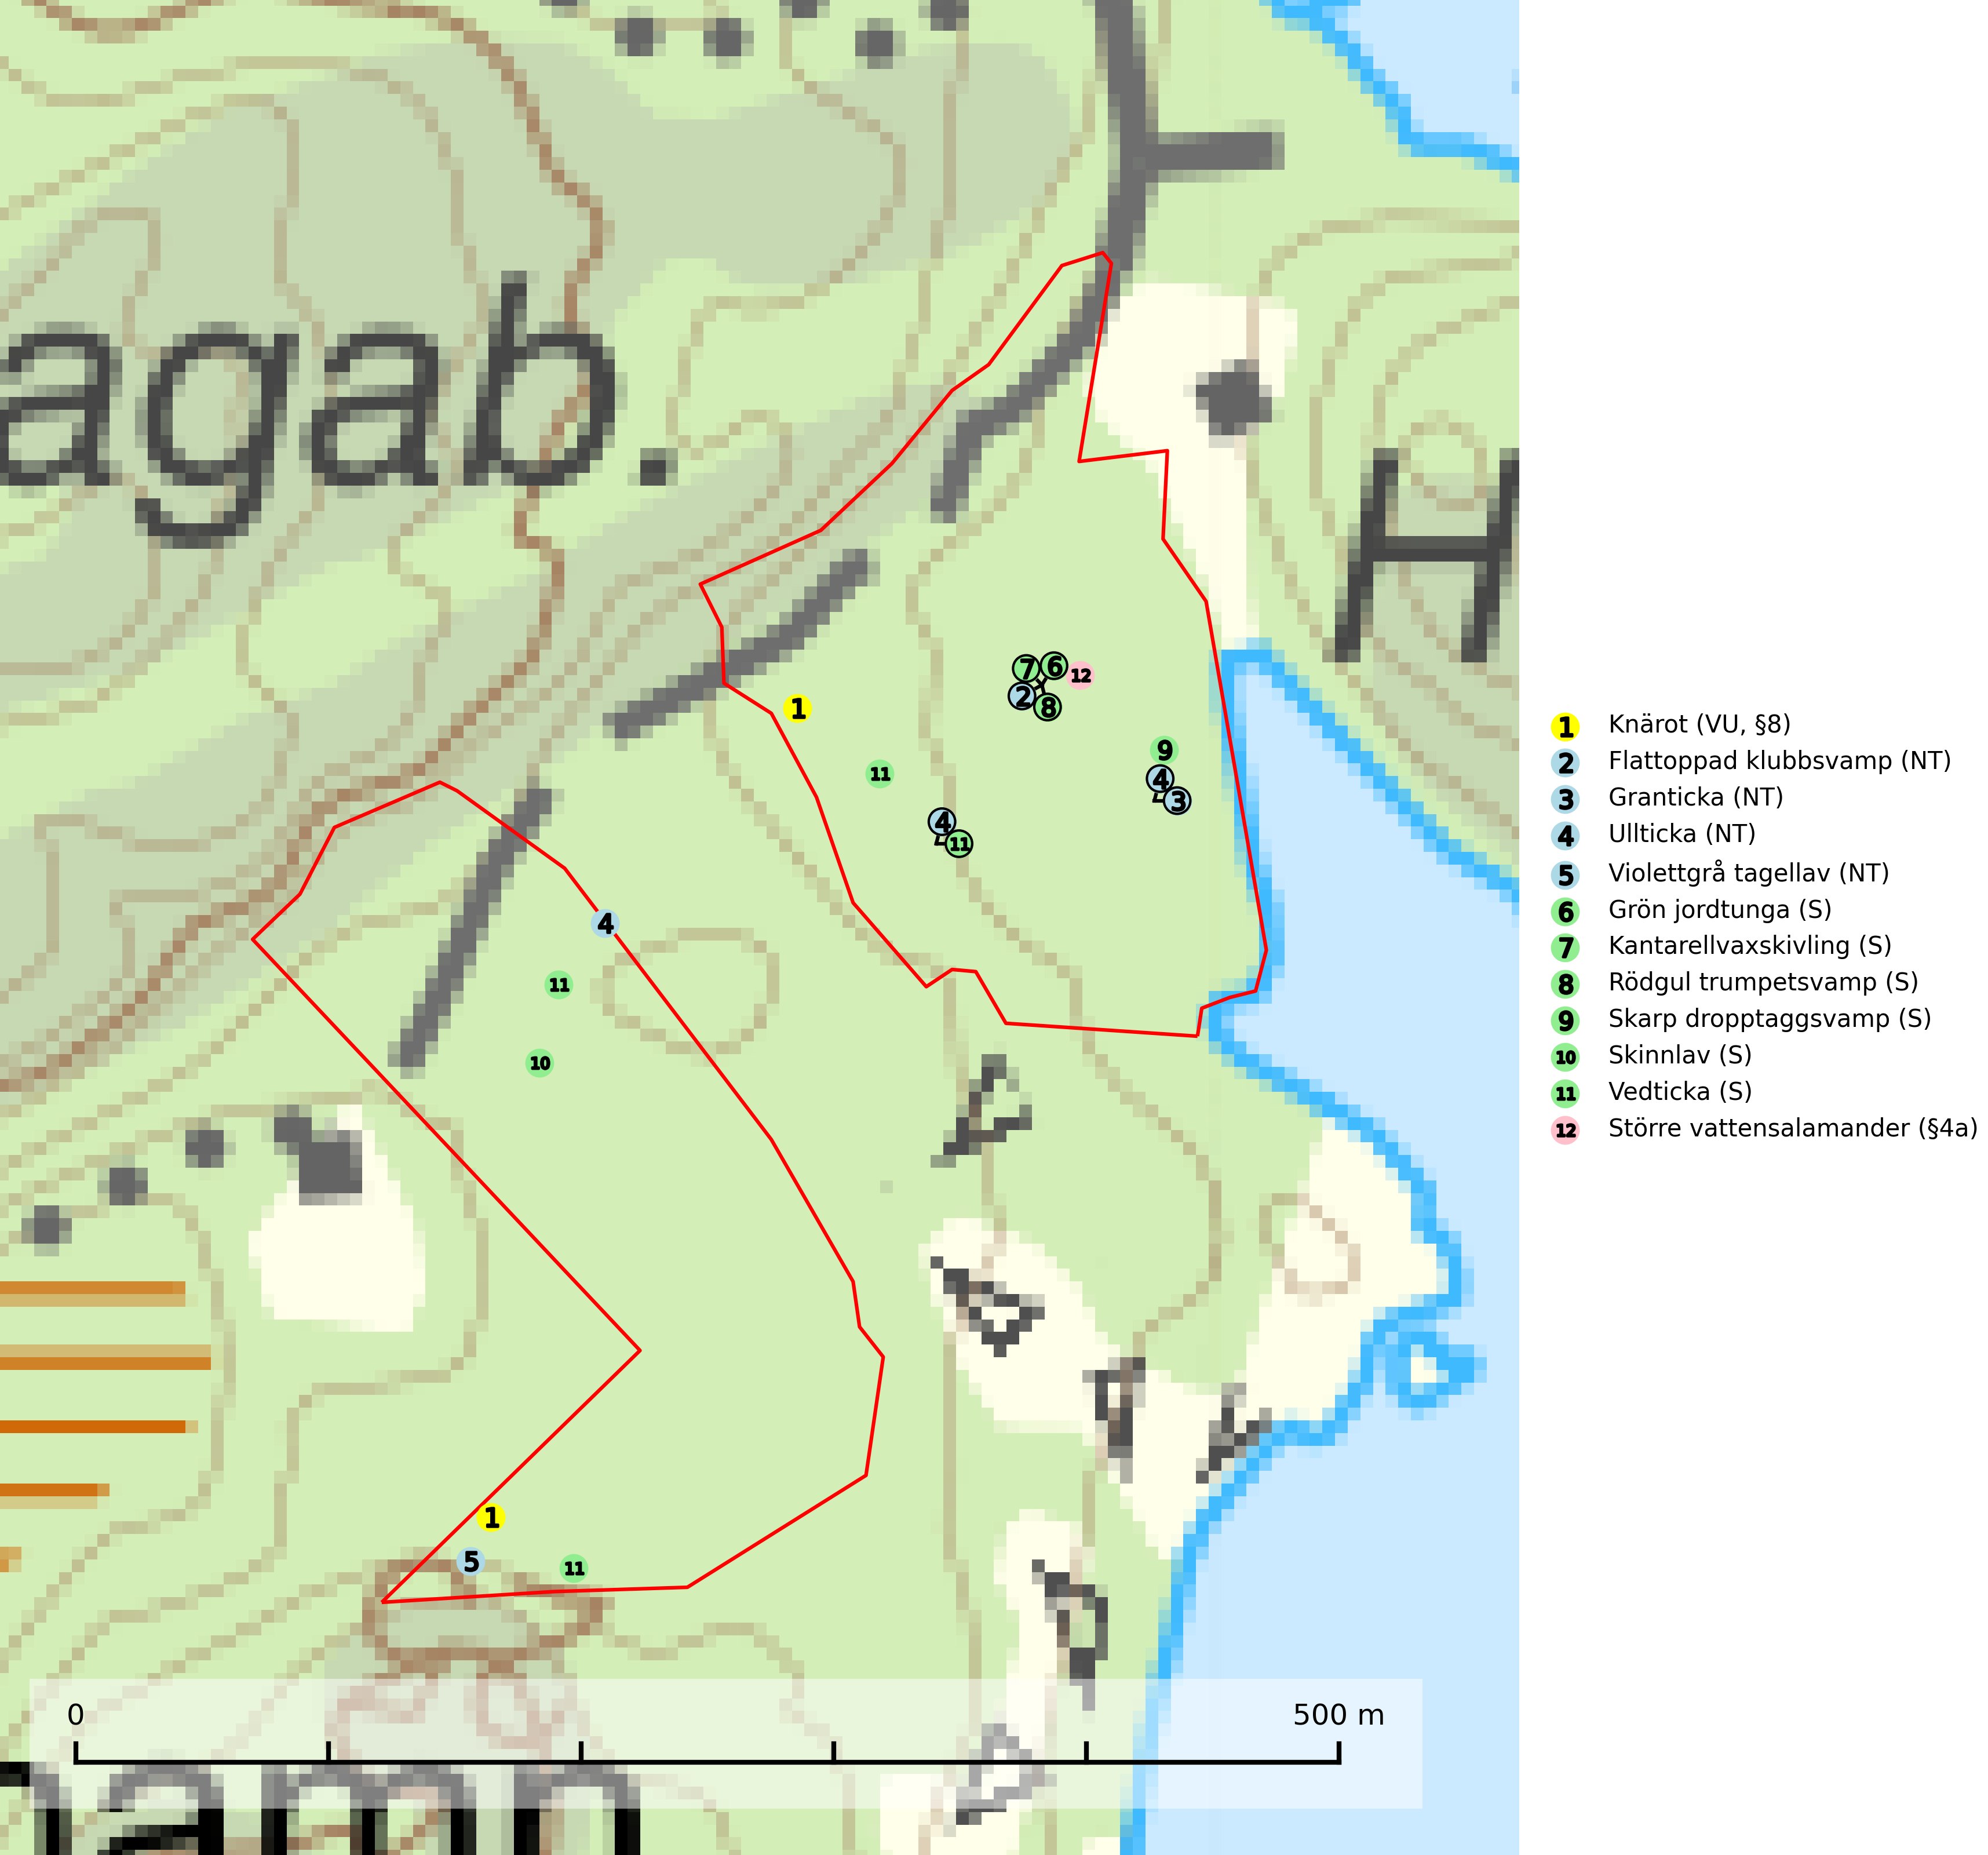 agab.
H
7
6
12
2
8
1
9
11
4
3
4
11
4
11
10
1
5
11
0
500 m
1 Knärot (VU, §8)
2 Flattoppad klubbsvamp (NT)
3 Granticka (NT)
4 Ullticka (NT)
5 Violettgrå tagellav (NT)
6 Grön jordtunga (S)
7 Kantarellvaxskivling (S)
8 Rödgul trumpetsvamp (S)
9 Skarp dropptaggsvamp (S)
10 Skinnlav (S)
11 Vedticka (S)
12 Större vattensalamander (§4a)